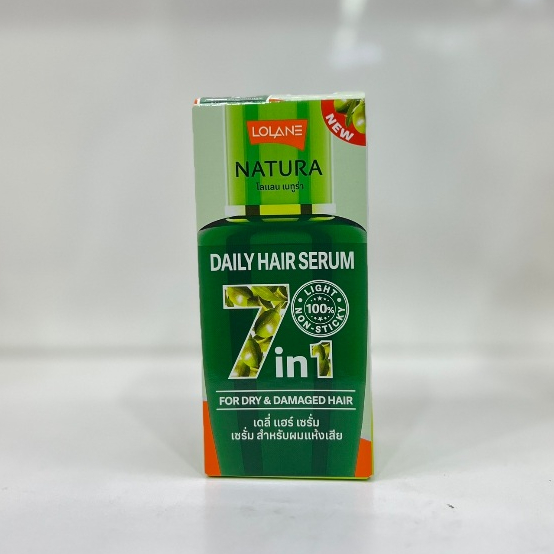 LOLANE
NEW
NATURA
โลแลน เนทูร่า
DAILY HAIR SERUM
7in1
LIGHT
100%
NON-STICKY
FOR DRY & DAMAGED HAIR
เดลี่ แฮร์ เซรั่ม
เซรั่ม สำหรับผมแห้งเสีย